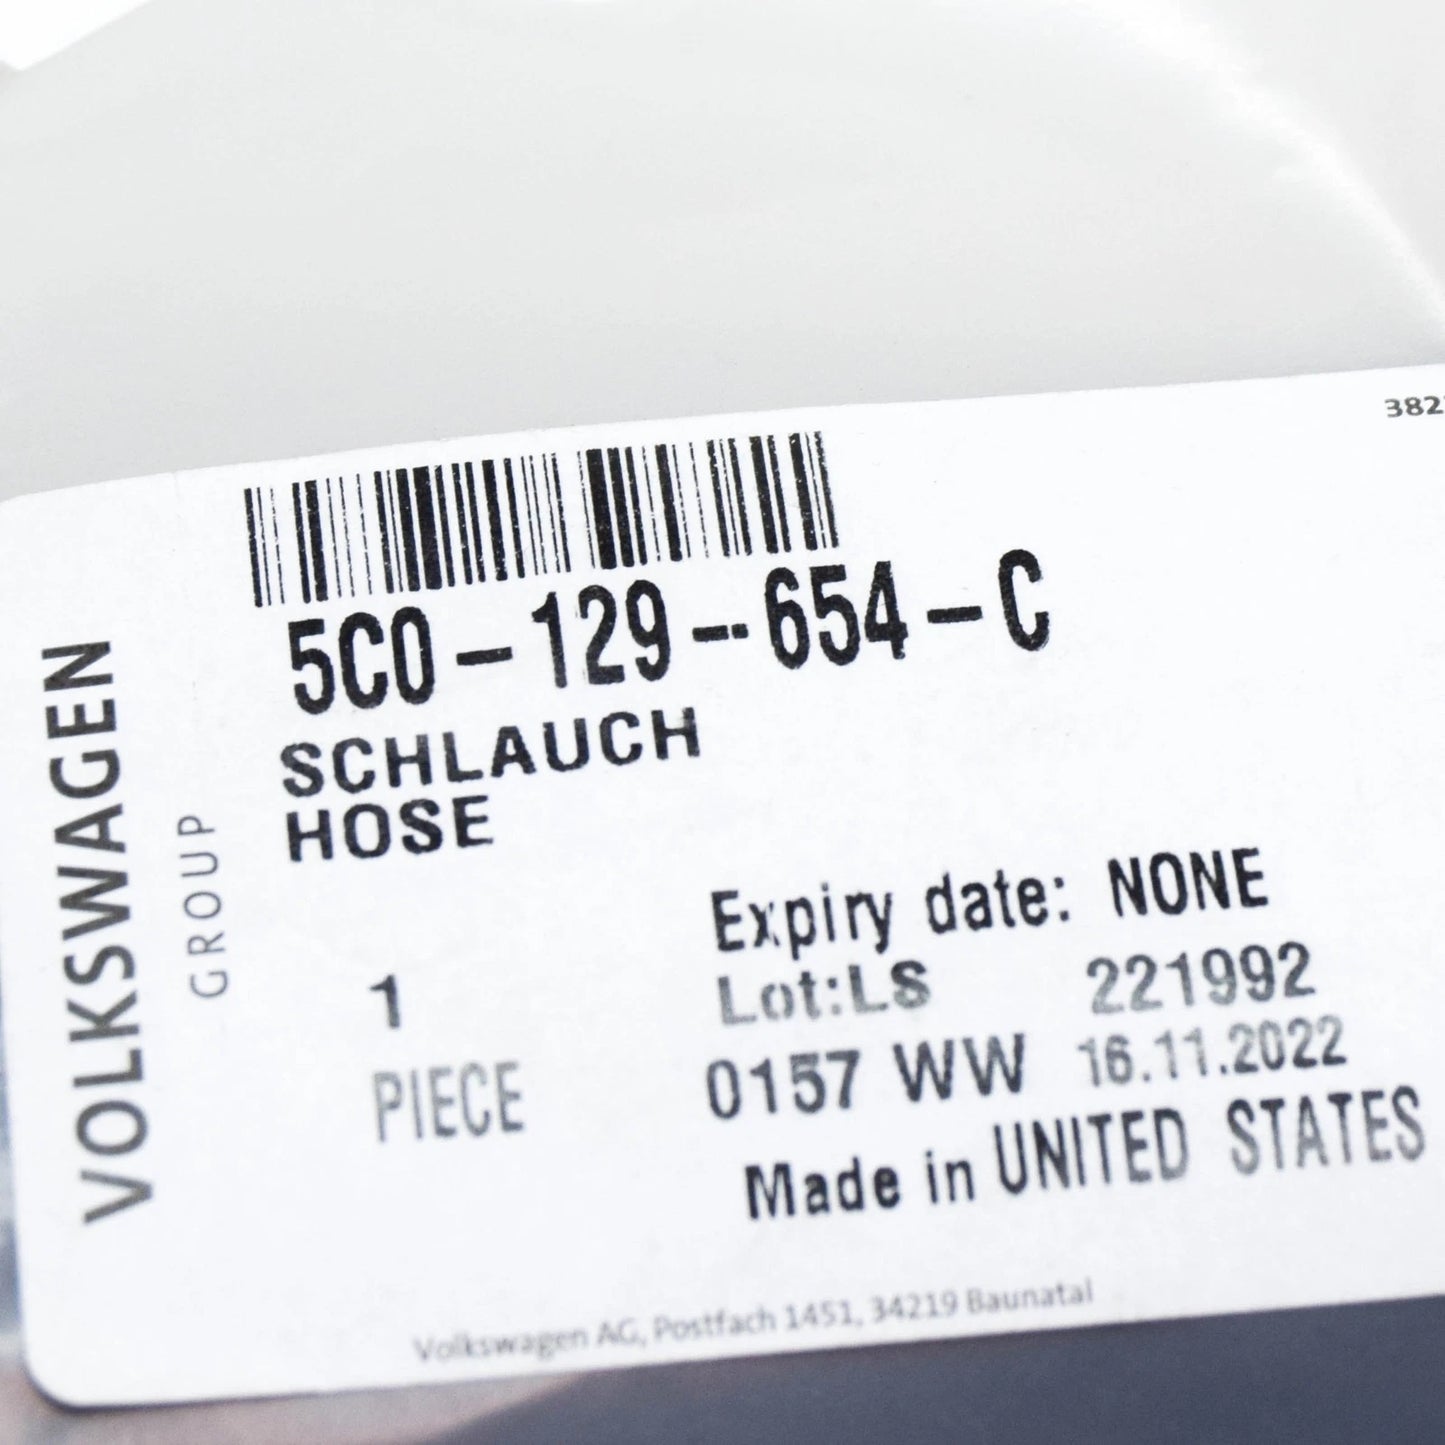 382
5C0-129-654-C
SCHLAUCH
HOSE
VOLKSWAGEN
GROUP
1
PIECE
Expiry date: NONE
Lot:LS 221992
0157 WW 16.11.2022
Made in UNITED STATES
Volkswagen AG, Postfach 1451, 34219 Baunatal